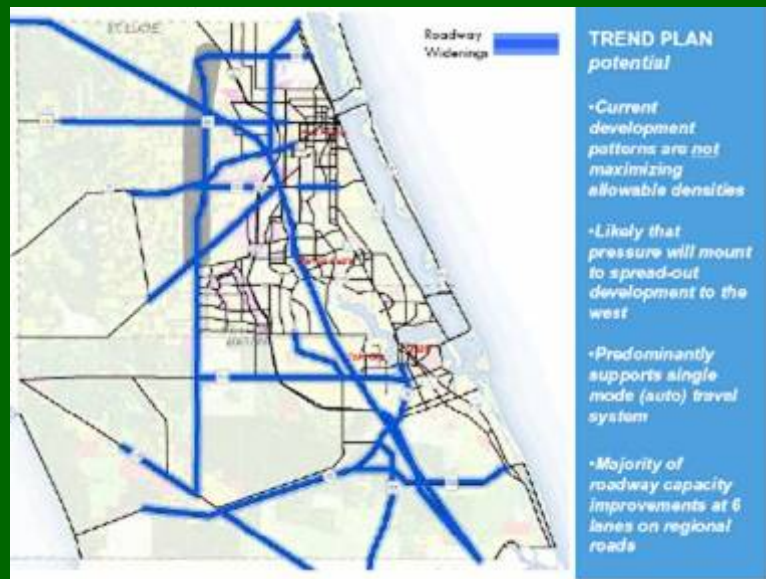 Roadway
Widenings
TREND PLAN
potential
•Current
development
patterns are not
maximizing
allowable densities
•Likely that
pressure will mount
to spread-out
development to the
west
•Predominantly
supports single
mode (auto) travel
system
•Majority of
roadway capacity
improvements at 6
lanes on regional
roads